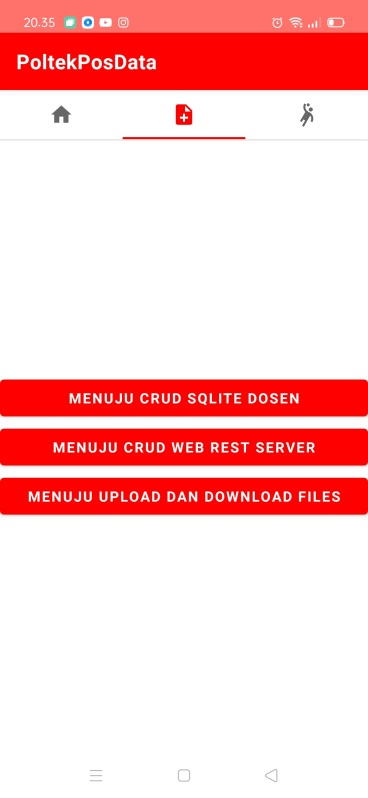 20.35
PoltekPosData
MENUJU CRUD SQLITE DOSEN
MENUJU CRUD WEB REST SERVER
MENUJU UPLOAD DAN DOWNLOAD FILES